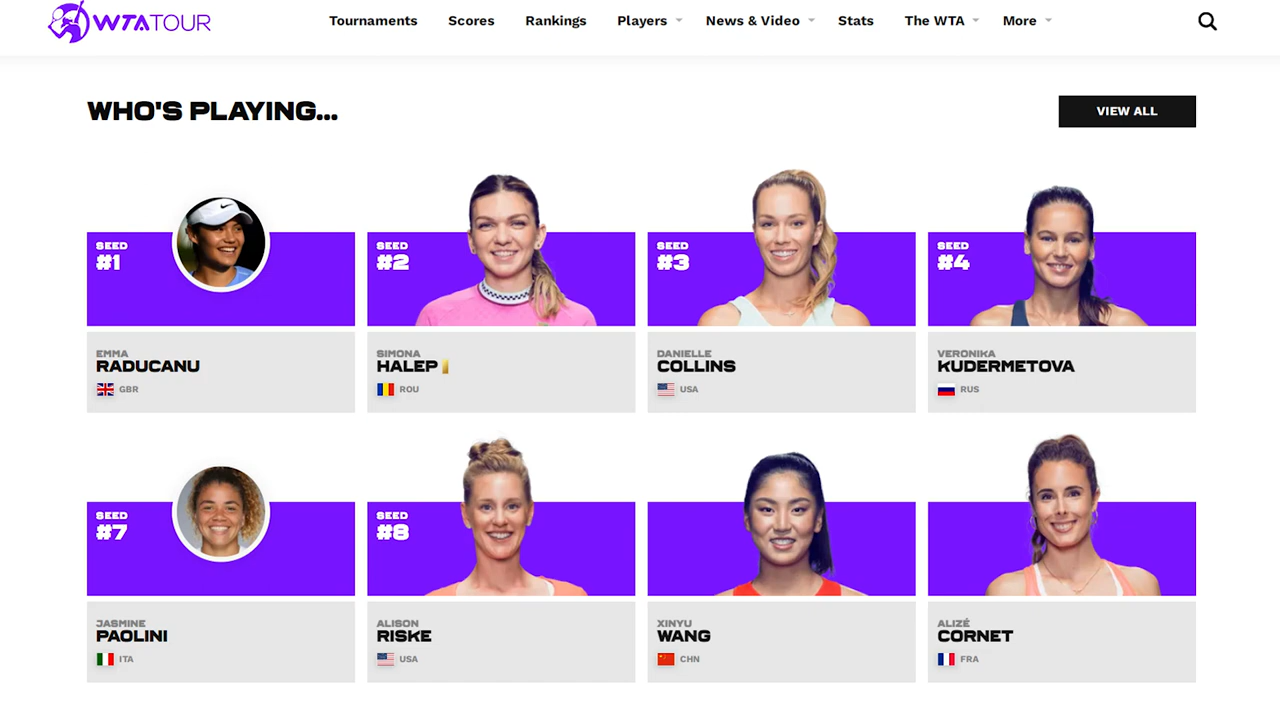 WTATOUR
Tournaments Scores Rankings Players News & Video Stats The WTA More
WHO'S PLAYING...
VIEW ALL
SEED
#1
EMMA
RADUCANU
GBR
SEED
#2
SIMONA
HALEP
ROU
SEED
#3
DANIELLE
COLLINS
USA
SEED
#4
VERONIKA
KUDERMETOVA
RUS
SEED
#7
JASMINE
PAOLINI
ITA
SEED
#8
ALISON
RISKE
USA
XINYU
WANG
CHN
ALIZÉ
CORNET
FRA